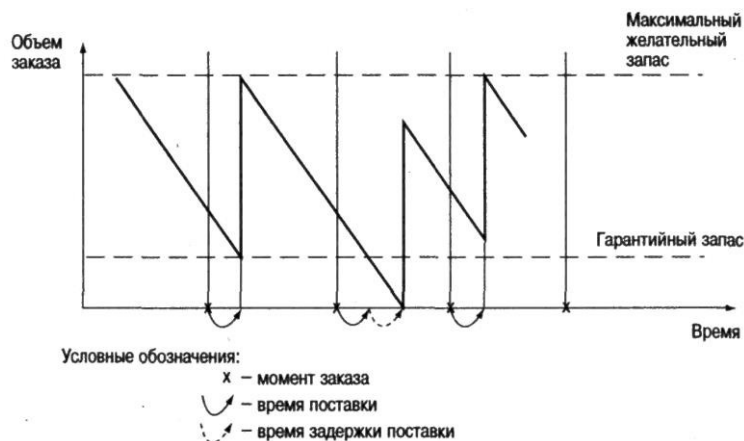 Объем
заказа
Максимальный
желательный
запас
Гарантийный запас
Время
Условные обозначения:
x – момент заказа
– время поставки
– время задержки поставки